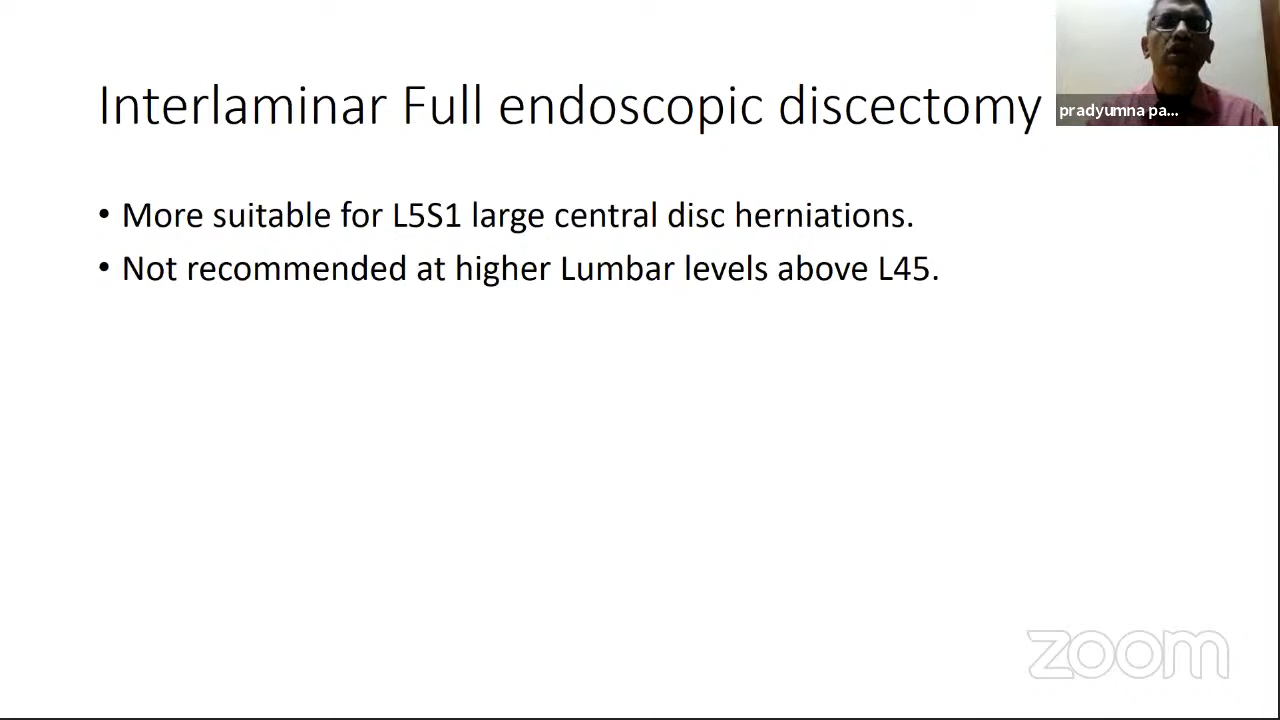 Interlaminar Full endoscopic discectomy
pradyumna pa...
• More suitable for L5S1 large central disc herniations.
• Not recommended at higher Lumbar levels above L45.
zoom